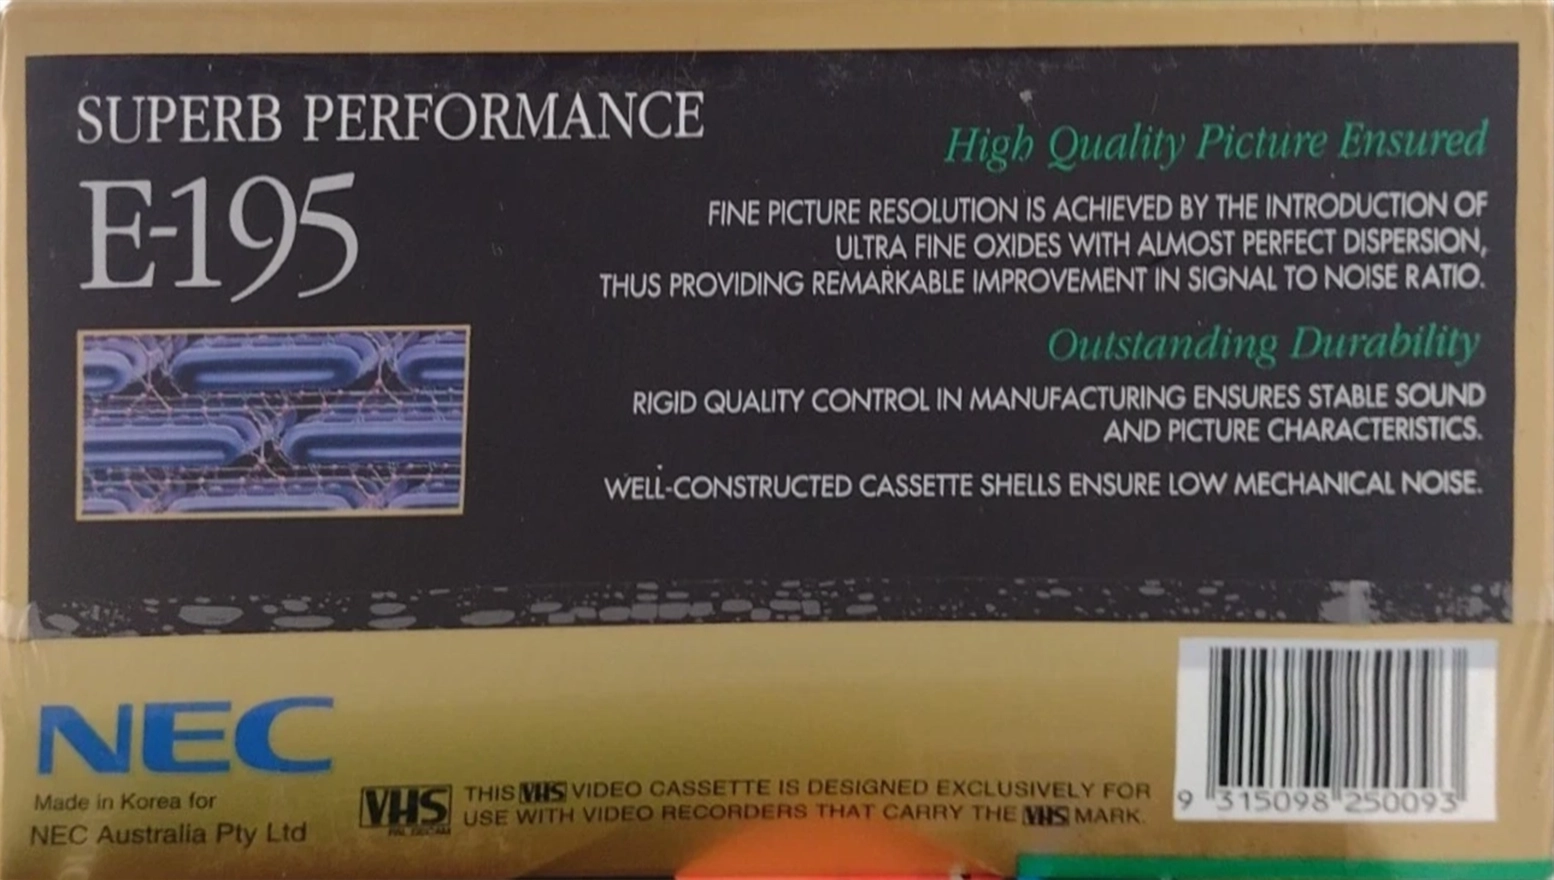 SUPERB PERFORMANCE
E-195
High Quality Picture Ensured
FINE PICTURE RESOLUTION IS ACHIEVED BY THE INTRODUCTION OF
ULTRA FINE OXIDES WITH ALMOST PERFECT DISPERSION,
THUS PROVIDING REMARKABLE IMPROVEMENT IN SIGNAL TO NOISE RATIO.
Outstanding Durability
RIGID QUALITY CONTROL IN MANUFACTURING ENSURES STABLE SOUND
AND PICTURE CHARACTERISTICS.
WELL-CONSTRUCTED CASSETTE SHELLS ENSURE LOW MECHANICAL NOISE.
NEC
Made in Korea for
NEC Australia Pty Ltd
VHS
PAL/SECAM
THIS VHS VIDEO CASSETTE IS DESIGNED EXCLUSIVELY FOR
USE WITH VIDEO RECORDERS THAT CARRY THE VHS MARK.
9 315098 250093